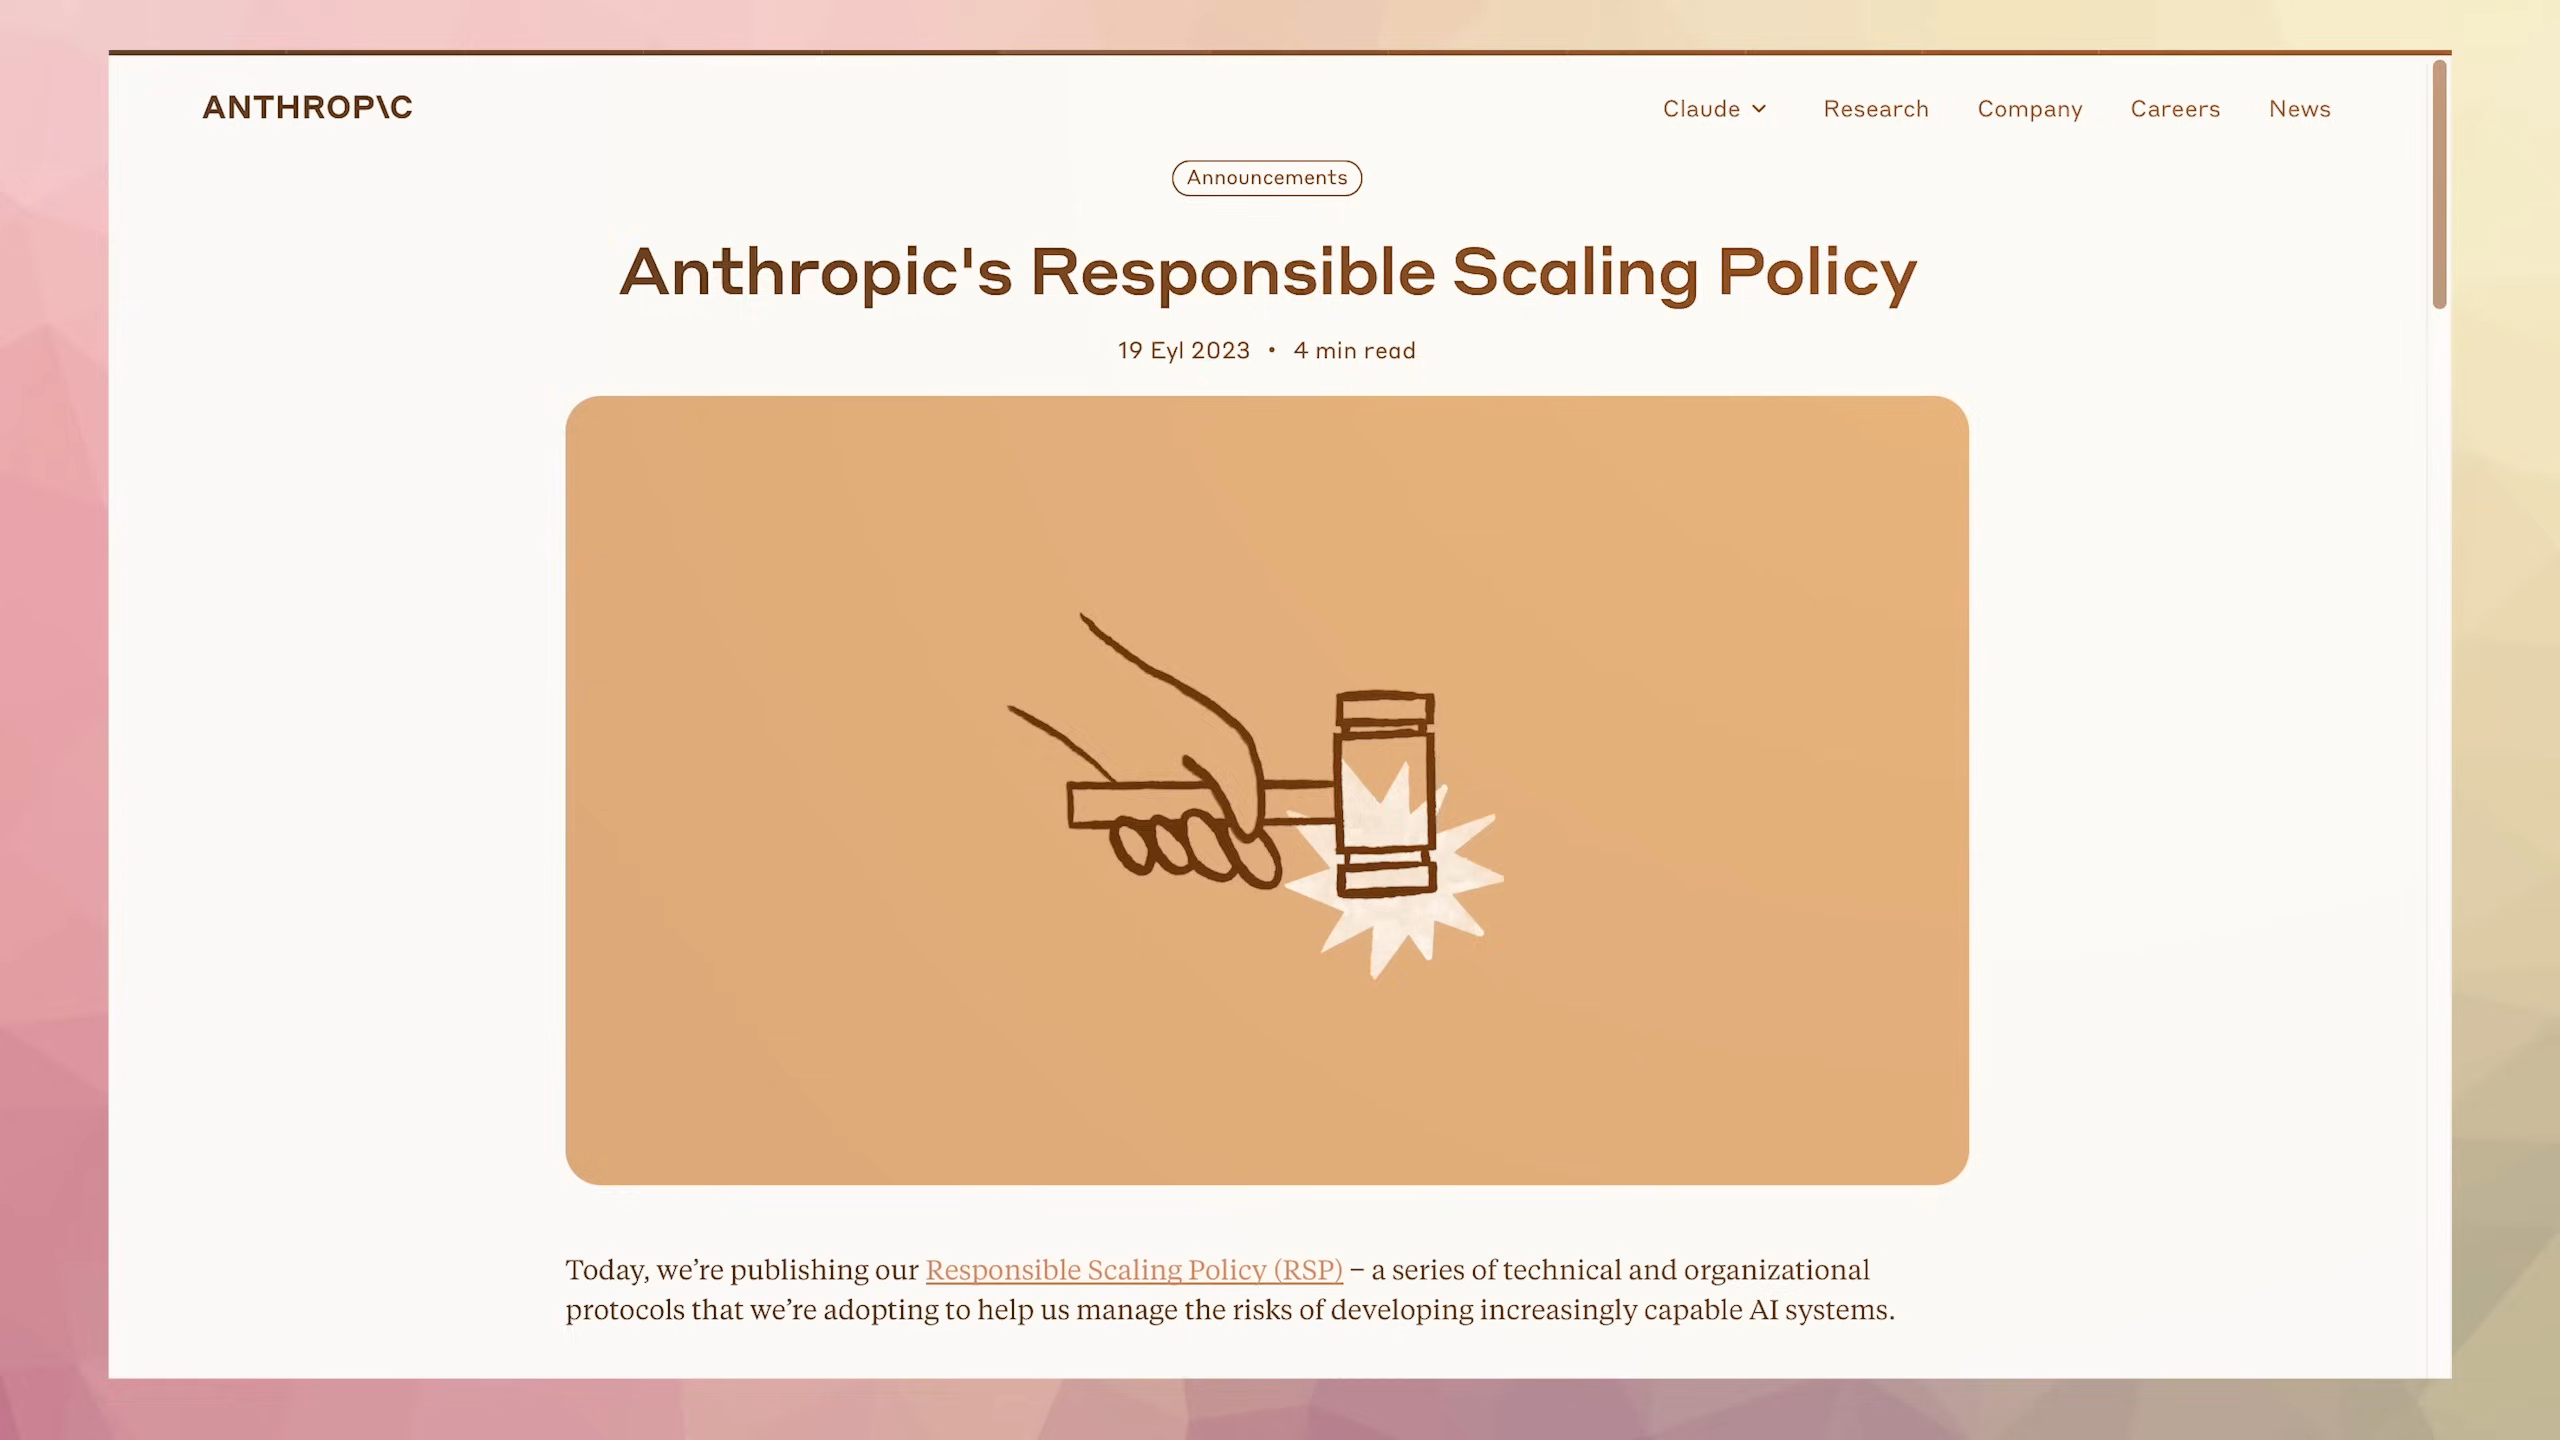 ANTHROP\C
Claude Research Company Careers News
Announcements
Anthropic's Responsible Scaling Policy
19 Eyl 2023 • 4 min read
Today, we’re publishing our Responsible Scaling Policy (RSP) – a series of technical and organizational
protocols that we’re adopting to help us manage the risks of developing increasingly capable AI systems.